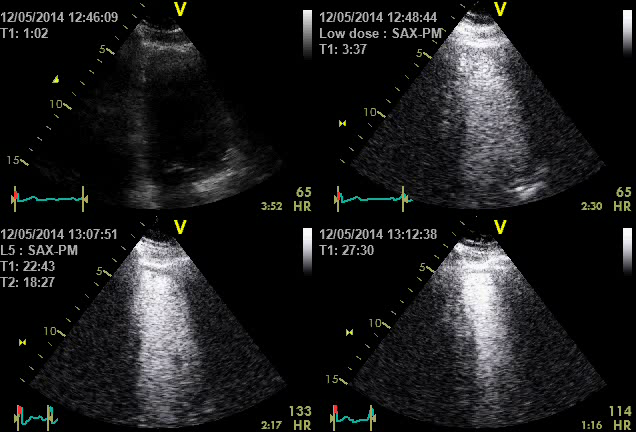 V
12/05/2014 12:46:09
T1: 1:02
5
10
15
65
3:52 HR
V
12/05/2014 12:48:44
Low dose : SAX-PM
T1: 3:37
5
10
65
2:30 HR
V
12/05/2014 13:07:51
L5 : SAX-PM
T1: 22:43
T2: 18:27
5
10
133
2:17 HR
V
12/05/2014 13:12:38
T1: 27:30
5
10
15
114
1:16 HR